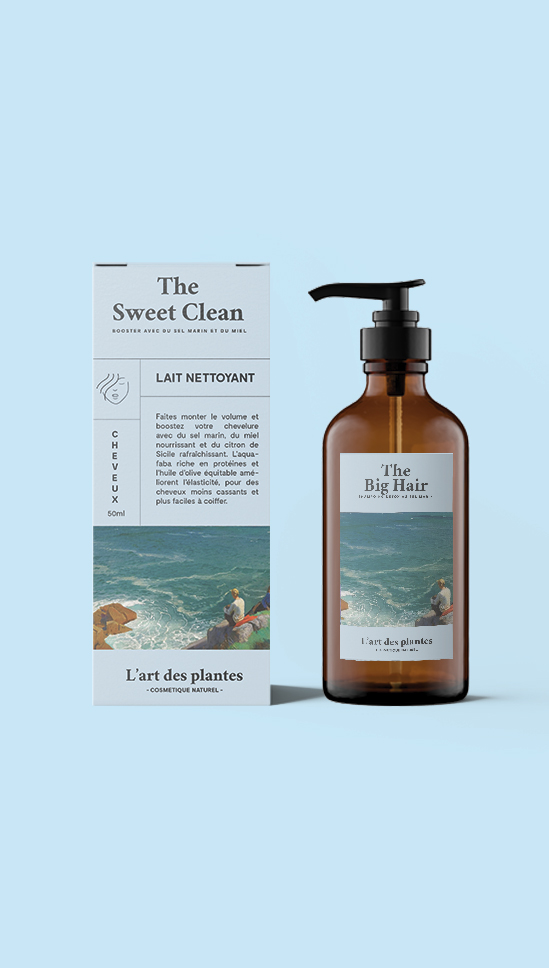 The
Sweet Clean
BOOSTER AVEC DU SEL MARIN ET DU MIEL
LAIT NETTOYANT
CHEVEUX
50ml
Faites monter le volume et
boostez votre chevelure
avec du sel marin, du miel
nourrissant et du citron de
Sicile rafraîchissant. L'aqua-
faba riche en protéines et
l'huile d'olive équitable amé-
liorent l'élasticité, pour des
cheveux moins cassants et
plus faciles à coiffer.
L'art des plantes
- COSMETIQUE NATUREL -
The
Big Hair
L'art des plantes